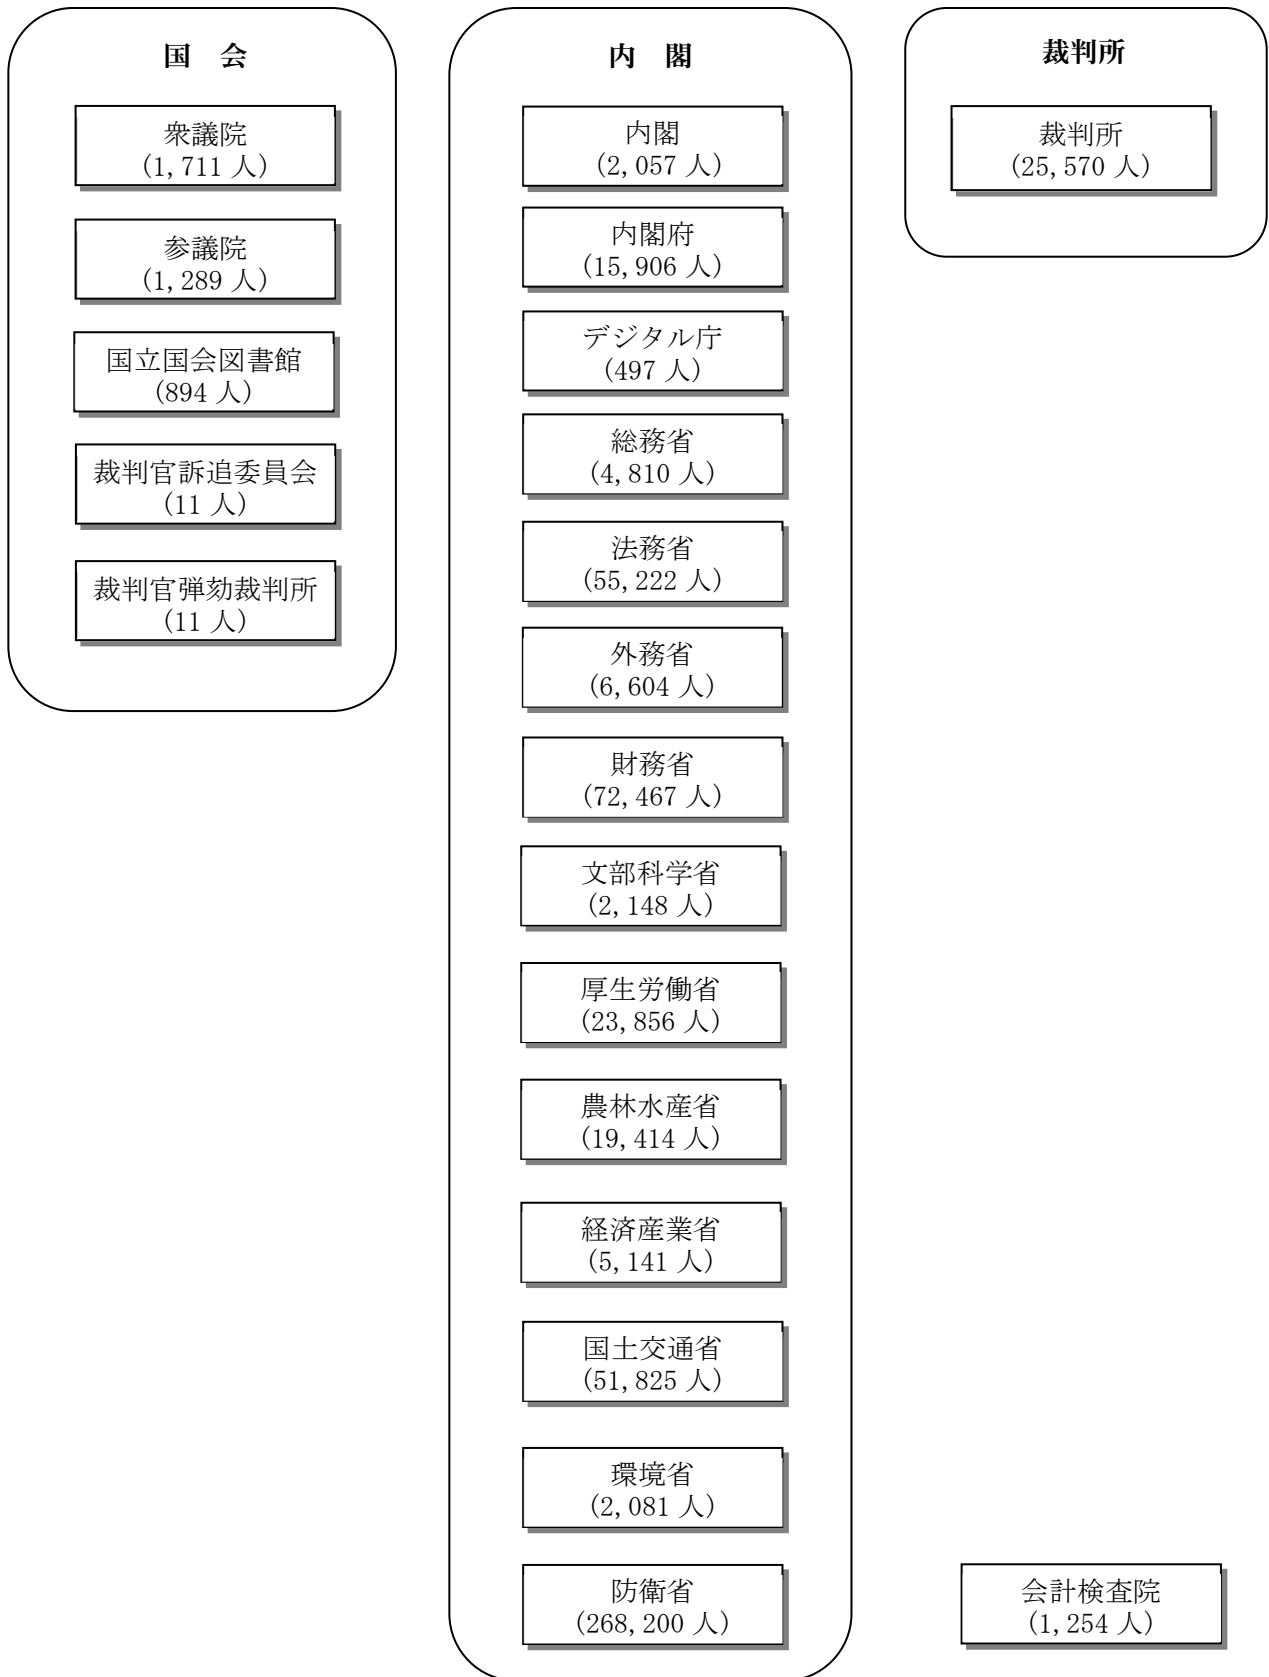 国 会
衆議院
(1,711 人)
参議院
(1,289 人)
国立国会図書館
(894 人)
裁判官訴追委員会
(11 人)
裁判官弾劾裁判所
(11 人)
内 閣
内閣
(2,057 人)
内閣府
(15,906 人)
デジタル庁
(497 人)
総務省
(4,810 人)
法務省
(55,222 人)
外務省
(6,604 人)
財務省
(72,467 人)
文部科学省
(2,148 人)
厚生労働省
(23,856 人)
農林水産省
(19,414 人)
経済産業省
(5,141 人)
国土交通省
(51,825 人)
環境省
(2,081 人)
防衛省
(268,200 人)
裁判所
裁判所
(25,570 人)
会計検査院
(1,254 人)